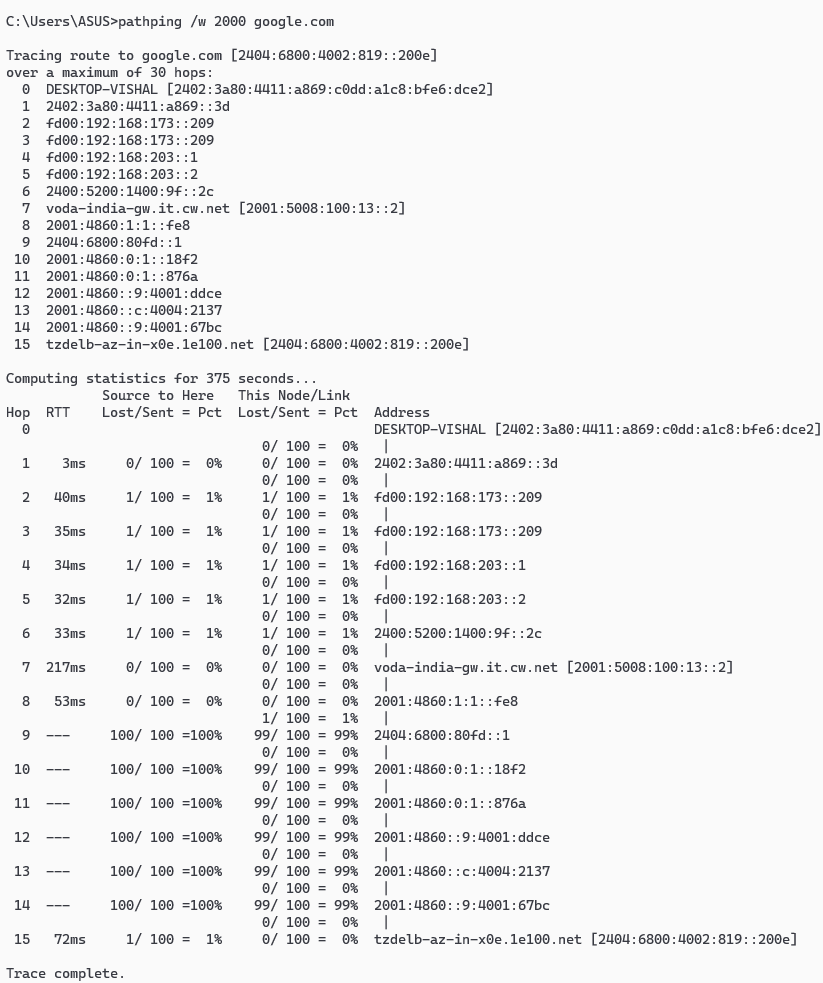 C:\Users\ASUS>pathping /w 2000 google.com

Tracing route to google.com [2404:6800:4002:819::200e]
over a maximum of 30 hops:
  0  DESKTOP-VISHAL [2402:3a80:4411:a869:c0dd:a1c8:bfe6:dce2]
  1  2402:3a80:4411:a869::3d
  2  fd00:192:168:173::209
  3  fd00:192:168:173::209
  4  fd00:192:168:203::1
  5  fd00:192:168:203::2
  6  2400:5200:1400:9f::2c
  7  voda-india-gw.it.cw.net [2001:5008:100:13::2]
  8  2001:4860:1:1::fe8
  9  2404:6800:80fd::1
 10  2001:4860:0:1::18f2
 11  2001:4860:0:1::876a
 12  2001:4860::9:4001:ddce
 13  2001:4860::c:4004:2137
 14  2001:4860::9:4001:67bc
 15  tzdelb-az-in-x0e.1e100.net [2404:6800:4002:819::200e]

Computing statistics for 375 seconds...
            Source to Here   This Node/Link
Hop  RTT    Lost/Sent = Pct  Lost/Sent = Pct  Address
  0                                           DESKTOP-VISHAL [2402:3a80:4411:a869:c0dd:a1c8:bfe6:dce2]
                                0/ 100 =  0%   |
  1    3ms     0/ 100 =  0%     0/ 100 =  0%  2402:3a80:4411:a869::3d
                                0/ 100 =  0%   |
  2   40ms     1/ 100 =  1%     1/ 100 =  1%  fd00:192:168:173::209
                                0/ 100 =  0%   |
  3   35ms     1/ 100 =  1%     1/ 100 =  1%  fd00:192:168:173::209
                                0/ 100 =  0%   |
  4   34ms     1/ 100 =  1%     1/ 100 =  1%  fd00:192:168:203::1
                                0/ 100 =  0%   |
  5   32ms     1/ 100 =  1%     1/ 100 =  1%  fd00:192:168:203::2
                                0/ 100 =  0%   |
  6   33ms     1/ 100 =  1%     1/ 100 =  1%  2400:5200:1400:9f::2c
                                0/ 100 =  0%   |
  7  217ms     0/ 100 =  0%     0/ 100 =  0%  voda-india-gw.it.cw.net [2001:5008:100:13::2]
                                0/ 100 =  0%   |
  8   53ms     0/ 100 =  0%     0/ 100 =  0%  2001:4860:1:1::fe8
                                1/ 100 =  1%   |
  9  ---     100/ 100 =100%    99/ 100 = 99%  2404:6800:80fd::1
                                0/ 100 =  0%   |
 10  ---     100/ 100 =100%    99/ 100 = 99%  2001:4860:0:1::18f2
                                0/ 100 =  0%   |
 11  ---     100/ 100 =100%    99/ 100 = 99%  2001:4860:0:1::876a
                                0/ 100 =  0%   |
 12  ---     100/ 100 =100%    99/ 100 = 99%  2001:4860::9:4001:ddce
                                0/ 100 =  0%   |
 13  ---     100/ 100 =100%    99/ 100 = 99%  2001:4860::c:4004:2137
                                0/ 100 =  0%   |
 14  ---     100/ 100 =100%    99/ 100 = 99%  2001:4860::9:4001:67bc
                                0/ 100 =  0%   |
 15   72ms     1/ 100 =  1%     0/ 100 =  0%  tzdelb-az-in-x0e.1e100.net [2404:6800:4002:819::200e]

Trace complete.